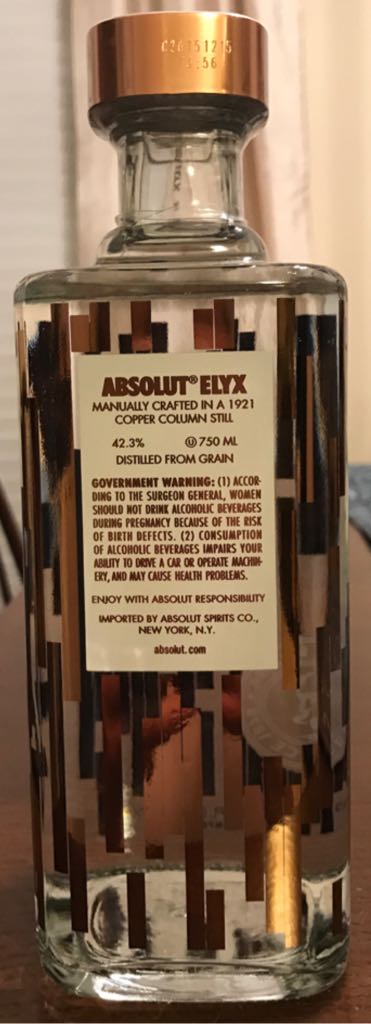 ABSOLUT® ELYX
MANUALLY CRAFTED IN A 1921
COPPER COLUMN STILL
42.3% Ⓤ 750 ML
DISTILLED FROM GRAIN
GOVERNMENT WARNING: (1) ACCOR-
DING TO THE SURGEON GENERAL, WOMEN
SHOULD NOT DRINK ALCOHOLIC BEVERAGES
DURING PREGNANCY BECAUSE OF THE RISK
OF BIRTH DEFECTS. (2) CONSUMPTION
OF ALCOHOLIC BEVERAGES IMPAIRS YOUR
ABILITY TO DRIVE A CAR OR OPERATE MACHIN-
ERY, AND MAY CAUSE HEALTH PROBLEMS.
ENJOY WITH ABSOLUT RESPONSIBILITY
IMPORTED BY ABSOLUT SPIRITS CO.,
NEW YORK, N.Y.
absolut.com